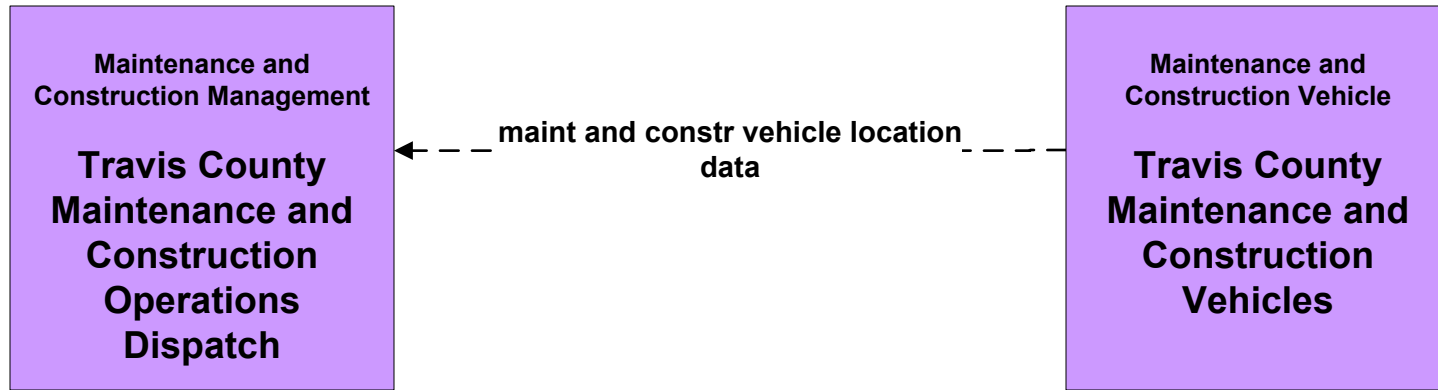 Maintenance and
Construction Management
Travis County
Maintenance and
Construction
Operations
Dispatch
maint and constr vehicle location
data
Maintenance and
Construction Vehicle
Travis County
Maintenance and
Construction
Vehicles